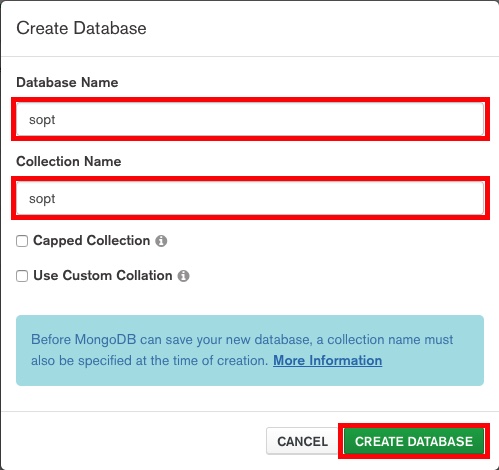 Create Database
Database Name
sopt
Collection Name
sopt
Capped Collection
Use Custom Collation
Before MongoDB can save your new database, a collection name must
also be specified at the time of creation. More Information
CANCEL
CREATE DATABASE